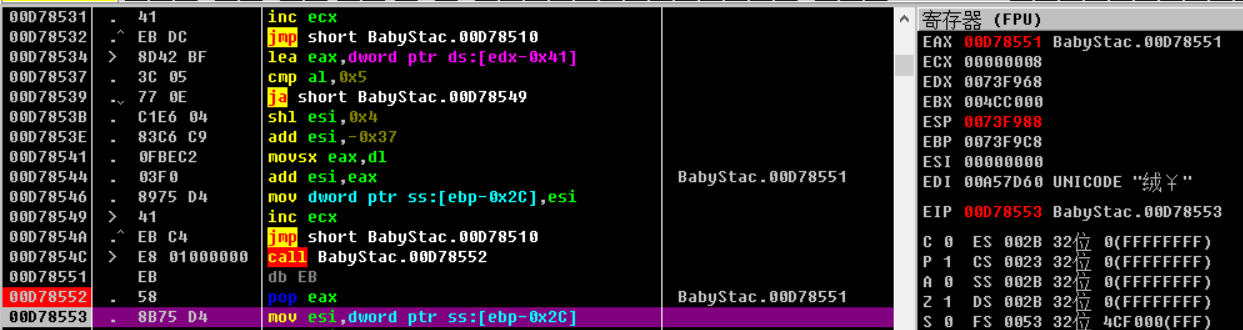 00D78531 . 41 inc ecx
00D78532 .^ EB DC jmp short BabyStac.00D78510
00D78534 > 8D42 BF lea eax,dword ptr ds:[edx-0x41]
00D78537 . 3C 05 cmp al,0x5
00D78539 .v 77 0E ja short BabyStac.00D78549
00D7853B . C1E6 04 shl esi,0x4
00D7853E . 83C6 C9 add esi,-0x37
00D78541 . 0FBEC2 movsx eax,dl
00D78544 . 03F0 add esi,eax BabyStac.00D78551
00D78546 . 8975 D4 mov dword ptr ss:[ebp-0x2C],esi
00D78549 > 41 inc ecx
00D7854A .^ EB C4 jmp short BabyStac.00D78510
00D7854C > E8 01000000 call BabyStac.00D78552
00D78551 EB db EB
00D78552 . 58 pop eax BabyStac.00D78551
00D78553 . 8B75 D4 mov esi,dword ptr ss:[ebp-0x2C]
寄存器 (FPU)
EAX 00D78551 BabyStac.00D78551
ECX 00000008
EDX 0073F968
EBX 004CC000
ESP 0073F988
EBP 0073F9C8
ESI 00000000
EDI 00A57D60 UNICODE "绒￥"
EIP 00D78553 BabyStac.00D78553
C 0 ES 002B 32位 0(FFFFFFFF)
P 1 CS 0023 32位 0(FFFFFFFF)
A 0 SS 002B 32位 0(FFFFFFFF)
Z 1 DS 002B 32位 0(FFFFFFFF)
S 0 FS 0053 32位 4CF000(FFF)